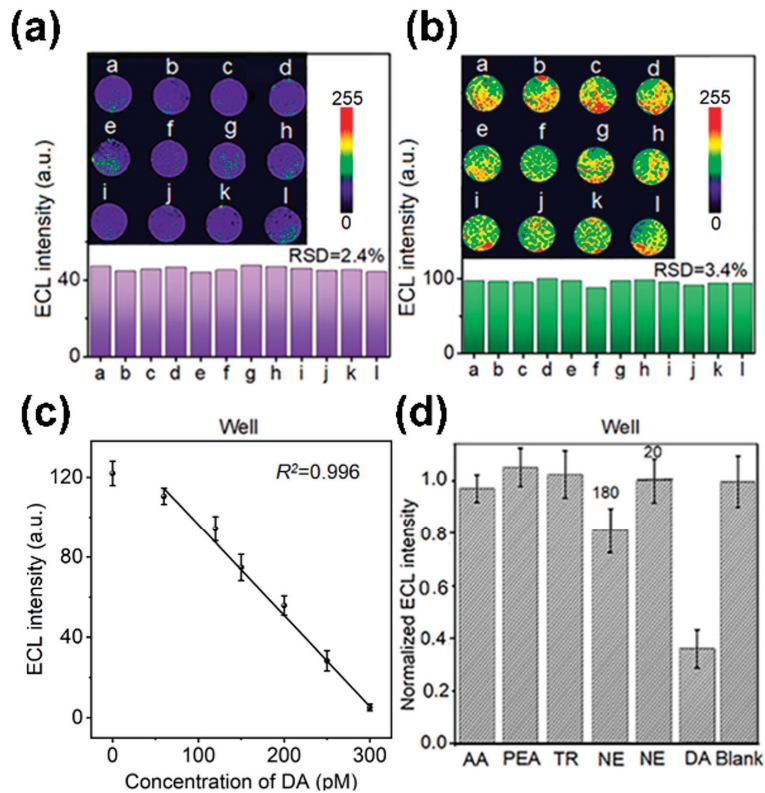 (a)
a b c d
e f g h
i j k l
255
0
RSD=2.4%
ECL intensity (a.u.)
40
0
a b c d e f g h i j k l
(b)
a b c d
e f g h
i j k l
255
0
RSD=3.4%
ECL intensity (a.u.)
100
0
a b c d e f g h i j k l
Well
(c)
R²=0.996
ECL intensity (a.u.)
120
80
40
0
0 100 200 300
Concentration of DA (pM)
Well
(d)
Normalized ECL intensity
1.0
0.8
0.6
0.4
0.2
0.0
180
20
AA PEA TR NE NE DA Blank